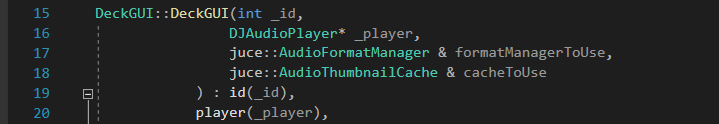 15 DeckGUI::DeckGUI(int _id,
16 DJAudioPlayer* _player,
17 juce::AudioFormatManager & formatManagerToUse,
18 juce::AudioThumbnailCache & cacheToUse
19 ) : id(_id),
20 player(_player),